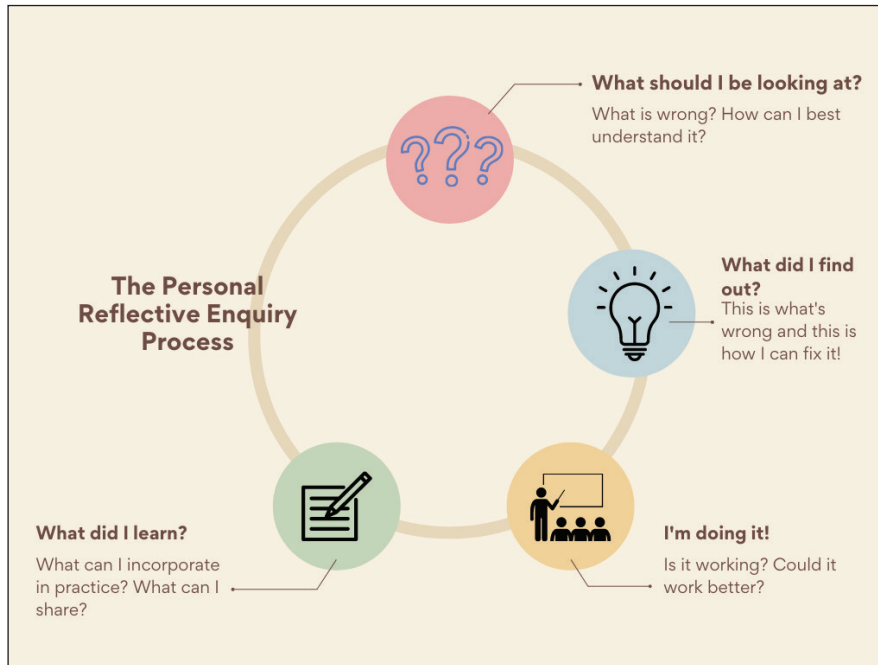 What should I be looking at?
What is wrong? How can I best
understand it?
The Personal
Reflective Enquiry
Process
What did I find
out?
This is what's
wrong and this is
how I can fix it!
I'm doing it!
Is it working? Could it
work better?
What did I learn?
What can I incorporate
in practice? What can I
share?